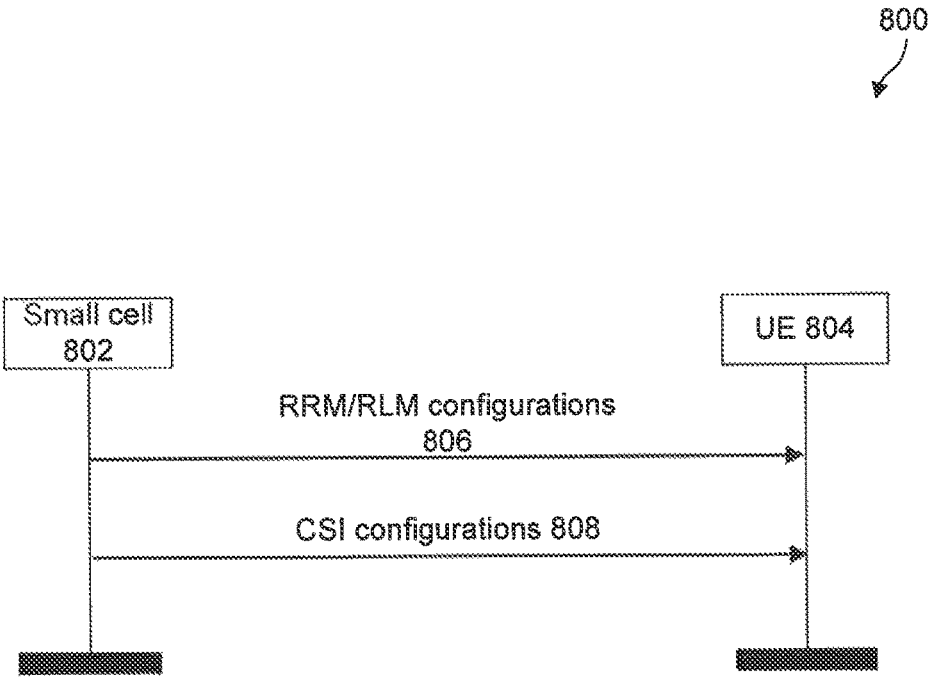 800
Small cell
802
UE 804
RRM/RLM configurations
806
CSI configurations 808